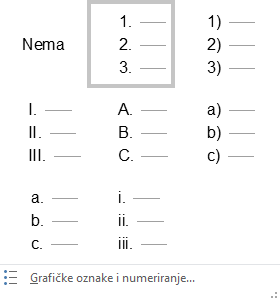 Nema
1.
2.
3.
1)
2)
3)
I.
II.
III.
A.
B.
C.
a)
b)
c)
a.
b.
c.
i.
ii.
iii.
Grafičke oznake i numeriranje...